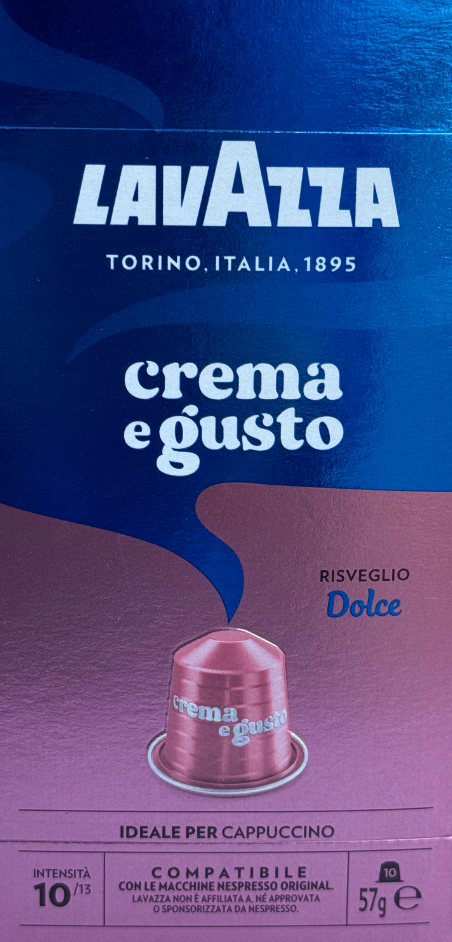 LAVAZZA
TORINO, ITALIA, 1895
crema
e gusto
RISVEGLIO
Dolce
crema
e gusto
IDEALE PER CAPPUCCINO
INTENSITÀ
10/13
COMPATIBILE
CON LE MACCHINE NESPRESSO ORIGINAL.
LAVAZZA NON È AFFILIATA A, NÉ APPROVATA
O SPONSORIZZATA DA NESPRESSO.
10
57g ℮